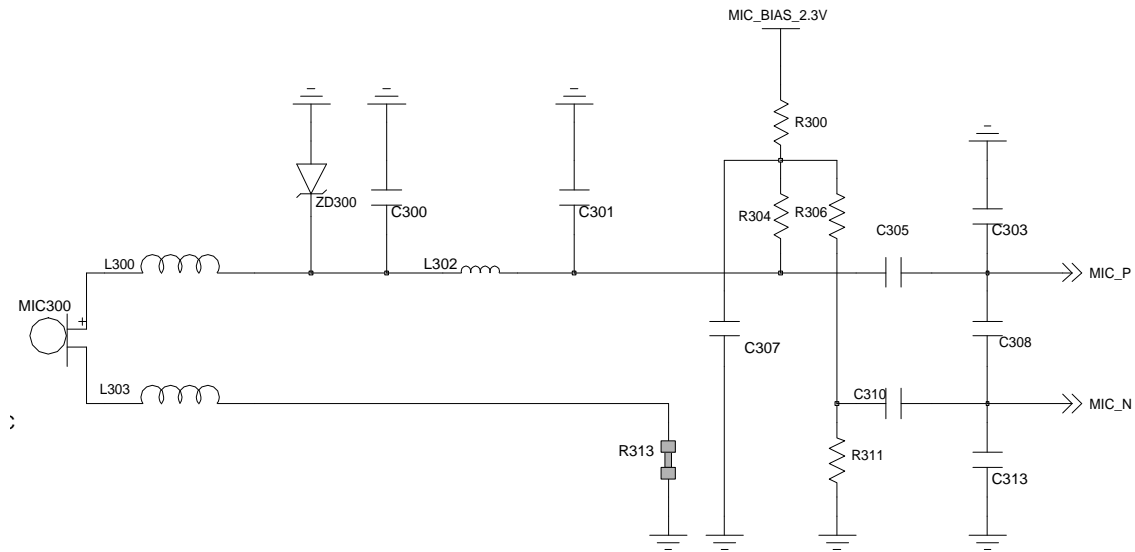 MIC_BIAS_2.3V
R300
ZD300
C300
C301
R304
R306
C305
C303
L300
L302
MIC_P
MIC300
+
C307
C308
L303
C310
MIC_N
R313
R311
C313